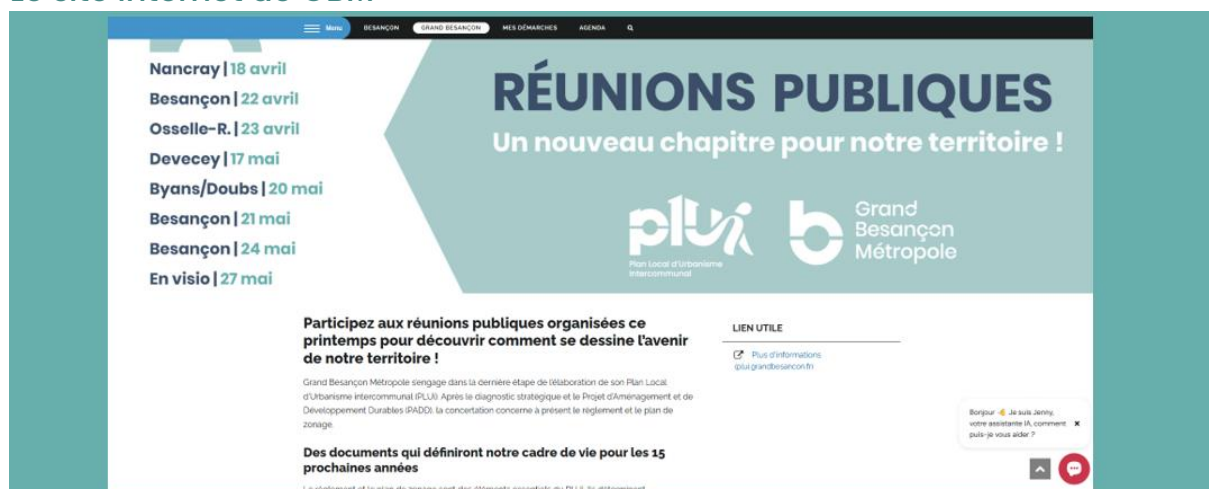 Menu BESANÇON GRAND BESANÇON MES DÉMARCHES AGENDA
Nancray | 18 avril
Besançon | 22 avril
Osselle-R. | 23 avril
Devecey | 17 mai
Byans/Doubs | 20 mai
Besançon | 21 mai
Besançon | 24 mai
En visio | 27 mai
RÉUNIONS PUBLIQUES
Un nouveau chapitre pour notre territoire !
plui
Plan Local d'Urbanisme
Intercommunal
Grand
Besançon
Métropole
Participez aux réunions publiques organisées ce
printemps pour découvrir comment se dessine l'avenir
de notre territoire !
Grand Besançon Métropole s'engage dans la dernière étape de l'élaboration de son Plan Local
d'Urbanisme intercommunal (PLUi). Après le diagnostic stratégique et le Projet d'Aménagement et de
Développement Durables (PADD), la concertation concerne à présent le règlement et le plan de
zonage.
Des documents qui définiront notre cadre de vie pour les 15
prochaines années
LIEN UTILE
Plus d'informations
(plui.grandbesancon.fr)
Bonjour 👋 Je suis Jenny,
votre assistante IA, comment
puis-je vous aider ?